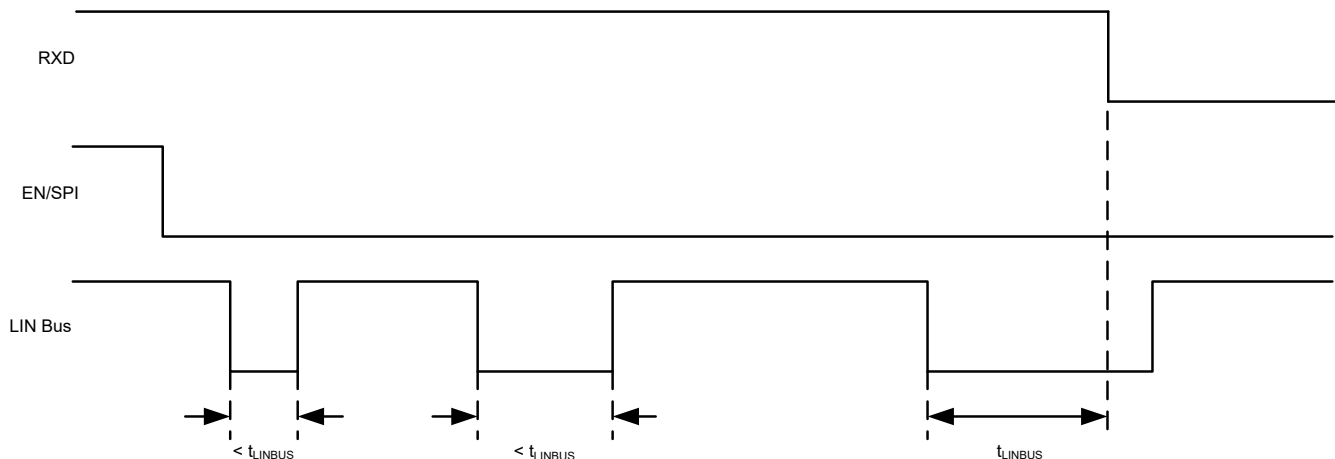 RXD
EN/SPI
LIN Bus
< tLINBUS
< tLINBUS
tLINBUS